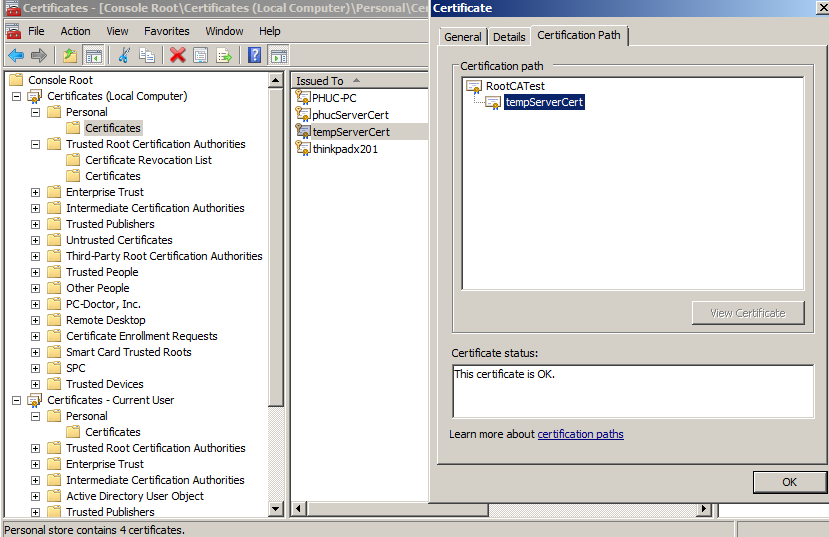 Certificates - [Console Root\Certificates (Local Computer)\Personal\Cer
File Action View Favorites Window Help
Console Root
Certificates (Local Computer)
Personal
Certificates
Trusted Root Certification Authorities
Certificate Revocation List
Certificates
Enterprise Trust
Intermediate Certification Authorities
Trusted Publishers
Untrusted Certificates
Third-Party Root Certification Authorities
Trusted People
Other People
PC-Doctor, Inc.
Remote Desktop
Certificate Enrollment Requests
Smart Card Trusted Roots
SPC
Trusted Devices
Certificates - Current User
Personal
Certificates
Trusted Root Certification Authorities
Enterprise Trust
Intermediate Certification Authorities
Active Directory User Object
Trusted Publishers
Issued To
PHUC-PC
phucServerCert
tempServerCert
thinkpadx201
Certificate
General Details Certification Path
Certification path
RootCATest
tempServerCert
View Certificate
Certificate status:
This certificate is OK.
Learn more about certification paths
OK
Personal store contains 4 certificates.